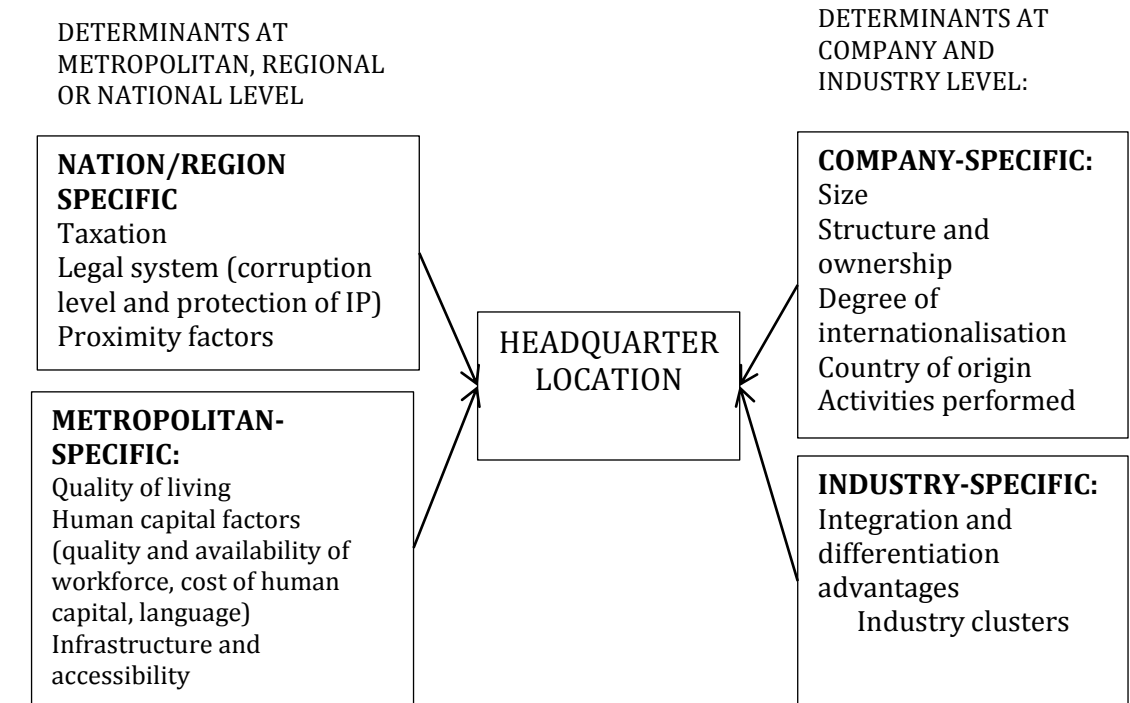 DETERMINANTS AT
METROPOLITAN, REGIONAL
OR NATIONAL LEVEL
NATION/REGION
SPECIFIC
Taxation
Legal system (corruption
level and protection of IP)
Proximity factors
METROPOLITAN-
SPECIFIC:
Quality of living
Human capital factors
(quality and availability of
workforce, cost of human
capital, language)
Infrastructure and
accessibility
HEADQUARTER
LOCATION
DETERMINANTS AT
COMPANY AND
INDUSTRY LEVEL:
COMPANY-SPECIFIC:
Size
Structure and
ownership
Degree of
internationalisation
Country of origin
Activities performed
INDUSTRY-SPECIFIC:
Integration and
differentiation
advantages
Industry clusters